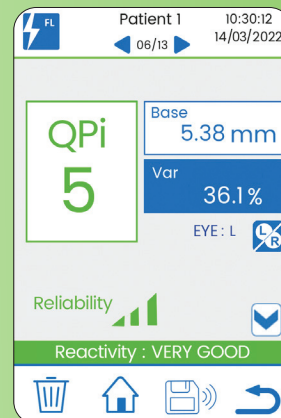 FL
Patient 1
10:30:12
06/13
14/03/2022
QPi
5
Base
5.38 mm
Var
36.1%
EYE: L
L
R
Reliability
Reactivity : VERY GOOD